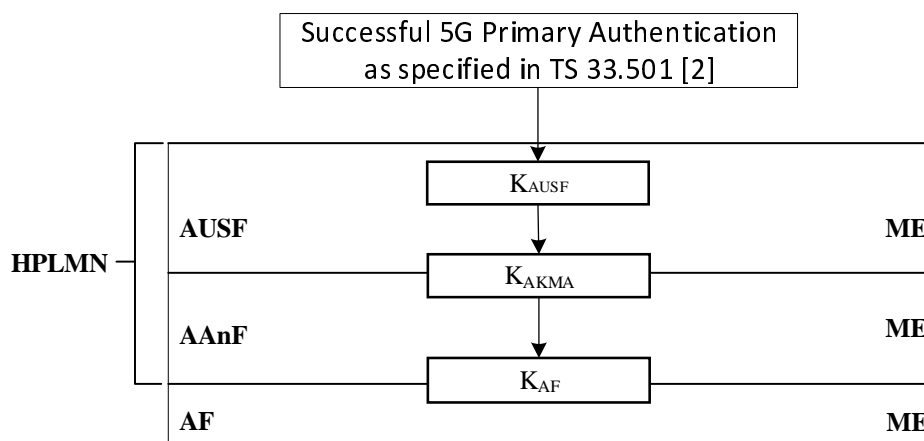 Successful 5G Primary Authentication
as specified in TS 33.501 [2]
KAUSF
AUSF
ME
HPLMN
KAKMA
AAnF
ME
KAF
AF
ME